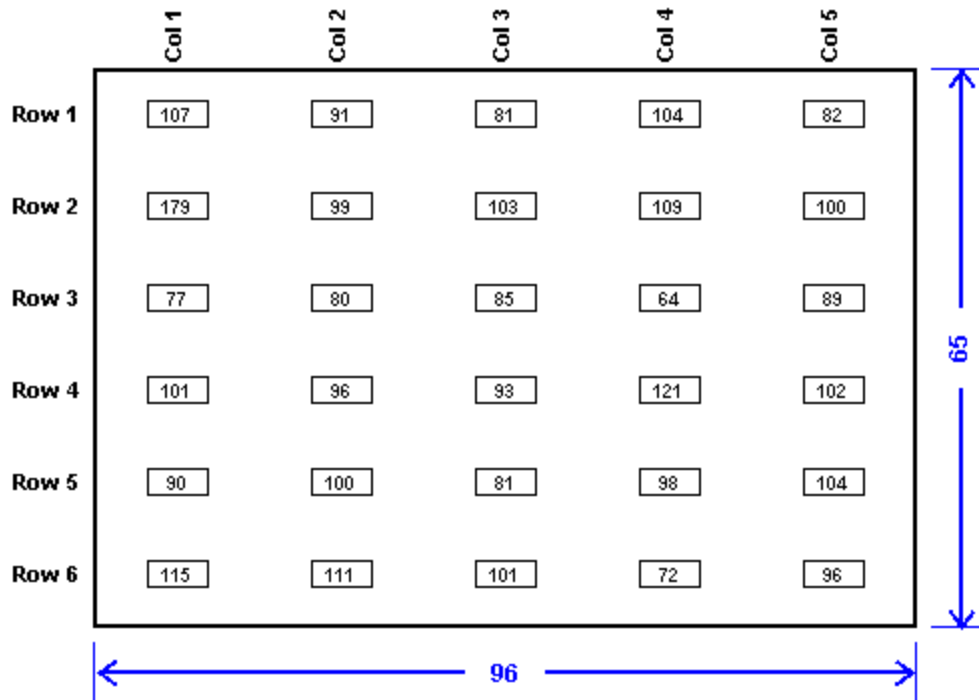 Col 1 Col 2 Col 3 Col 4 Col 5
Row 1 107 91 81 104 82
Row 2 179 99 103 109 100
Row 3 77 80 85 64 89
65
Row 4 101 96 93 121 102
Row 5 90 100 81 98 104
Row 6 115 111 101 72 96
96